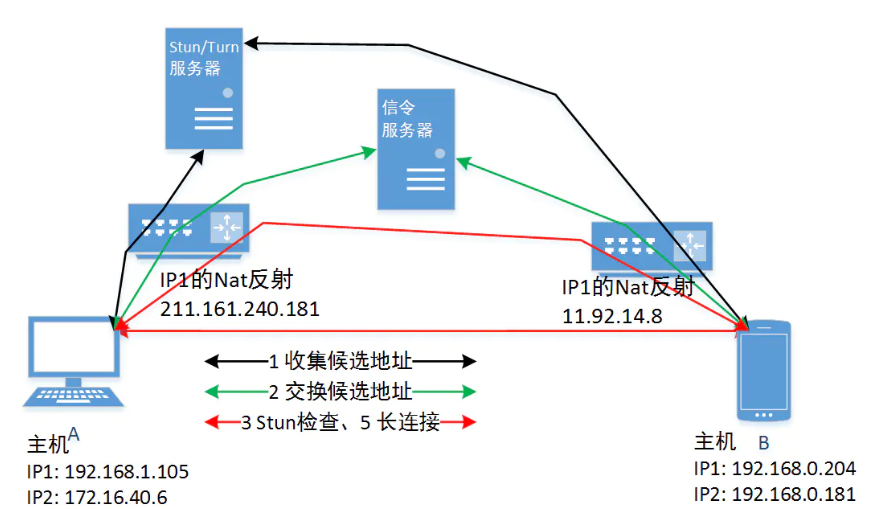 Stun/Turn
服务器
信令
服务器
IP1的Nat反射
211.161.240.181
IP1的Nat反射
11.92.14.8
1 收集候选地址
2 交换候选地址
3 Stun检查、5 长连接
主机A
IP1: 192.168.1.105
IP2: 172.16.40.6
主机 B
IP1: 192.168.0.204
IP2: 192.168.0.181